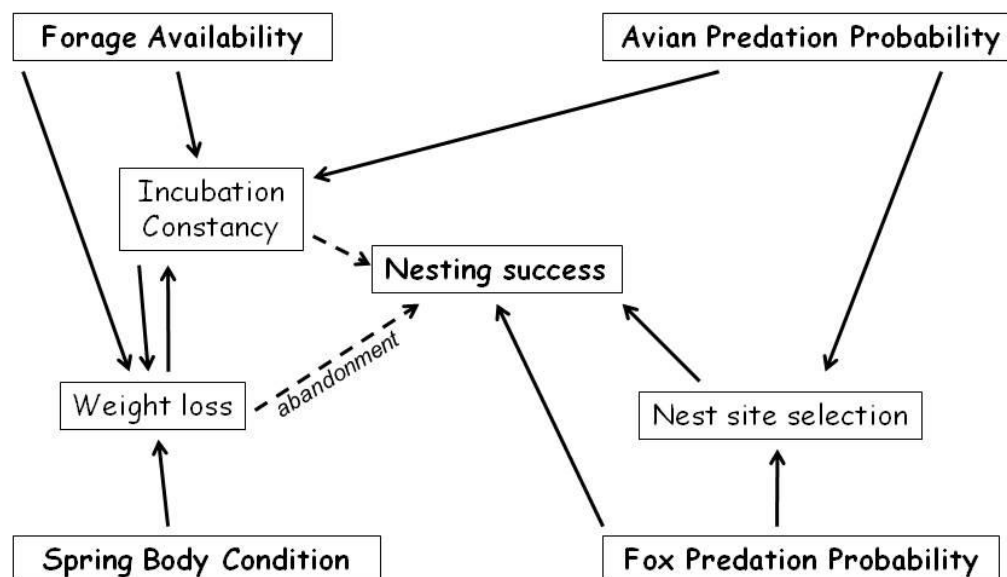 Forage Availability
Avian Predation Probability
Incubation
Constancy
Nesting success
abandonment
Weight loss
Nest site selection
Spring Body Condition
Fox Predation Probability